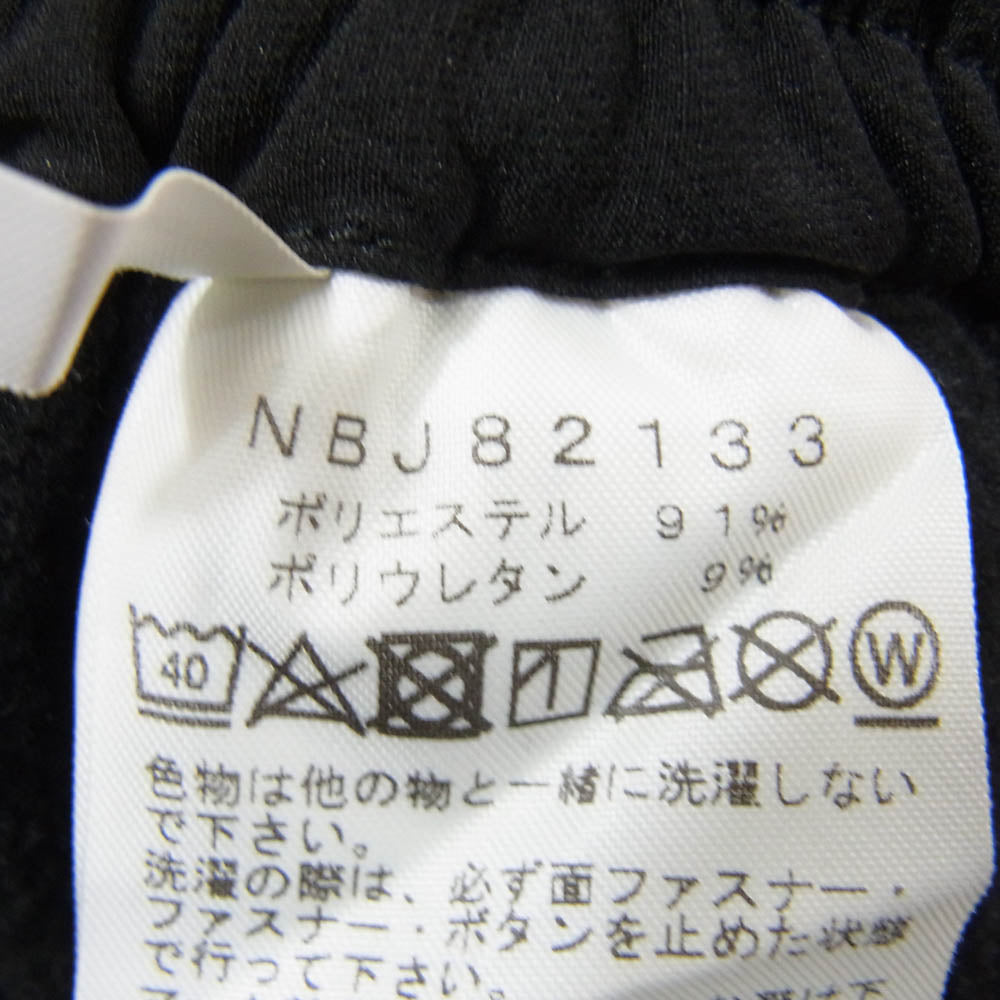 NBJ82133
ポリエステル 91%
ポリウレタン 9%
40 W
色物は他の物と一緒に洗濯しない
で下さい。
洗濯の際は、必ず面ファスナー・
ファスナー・ボタンを止めた状態
で行って下さい。